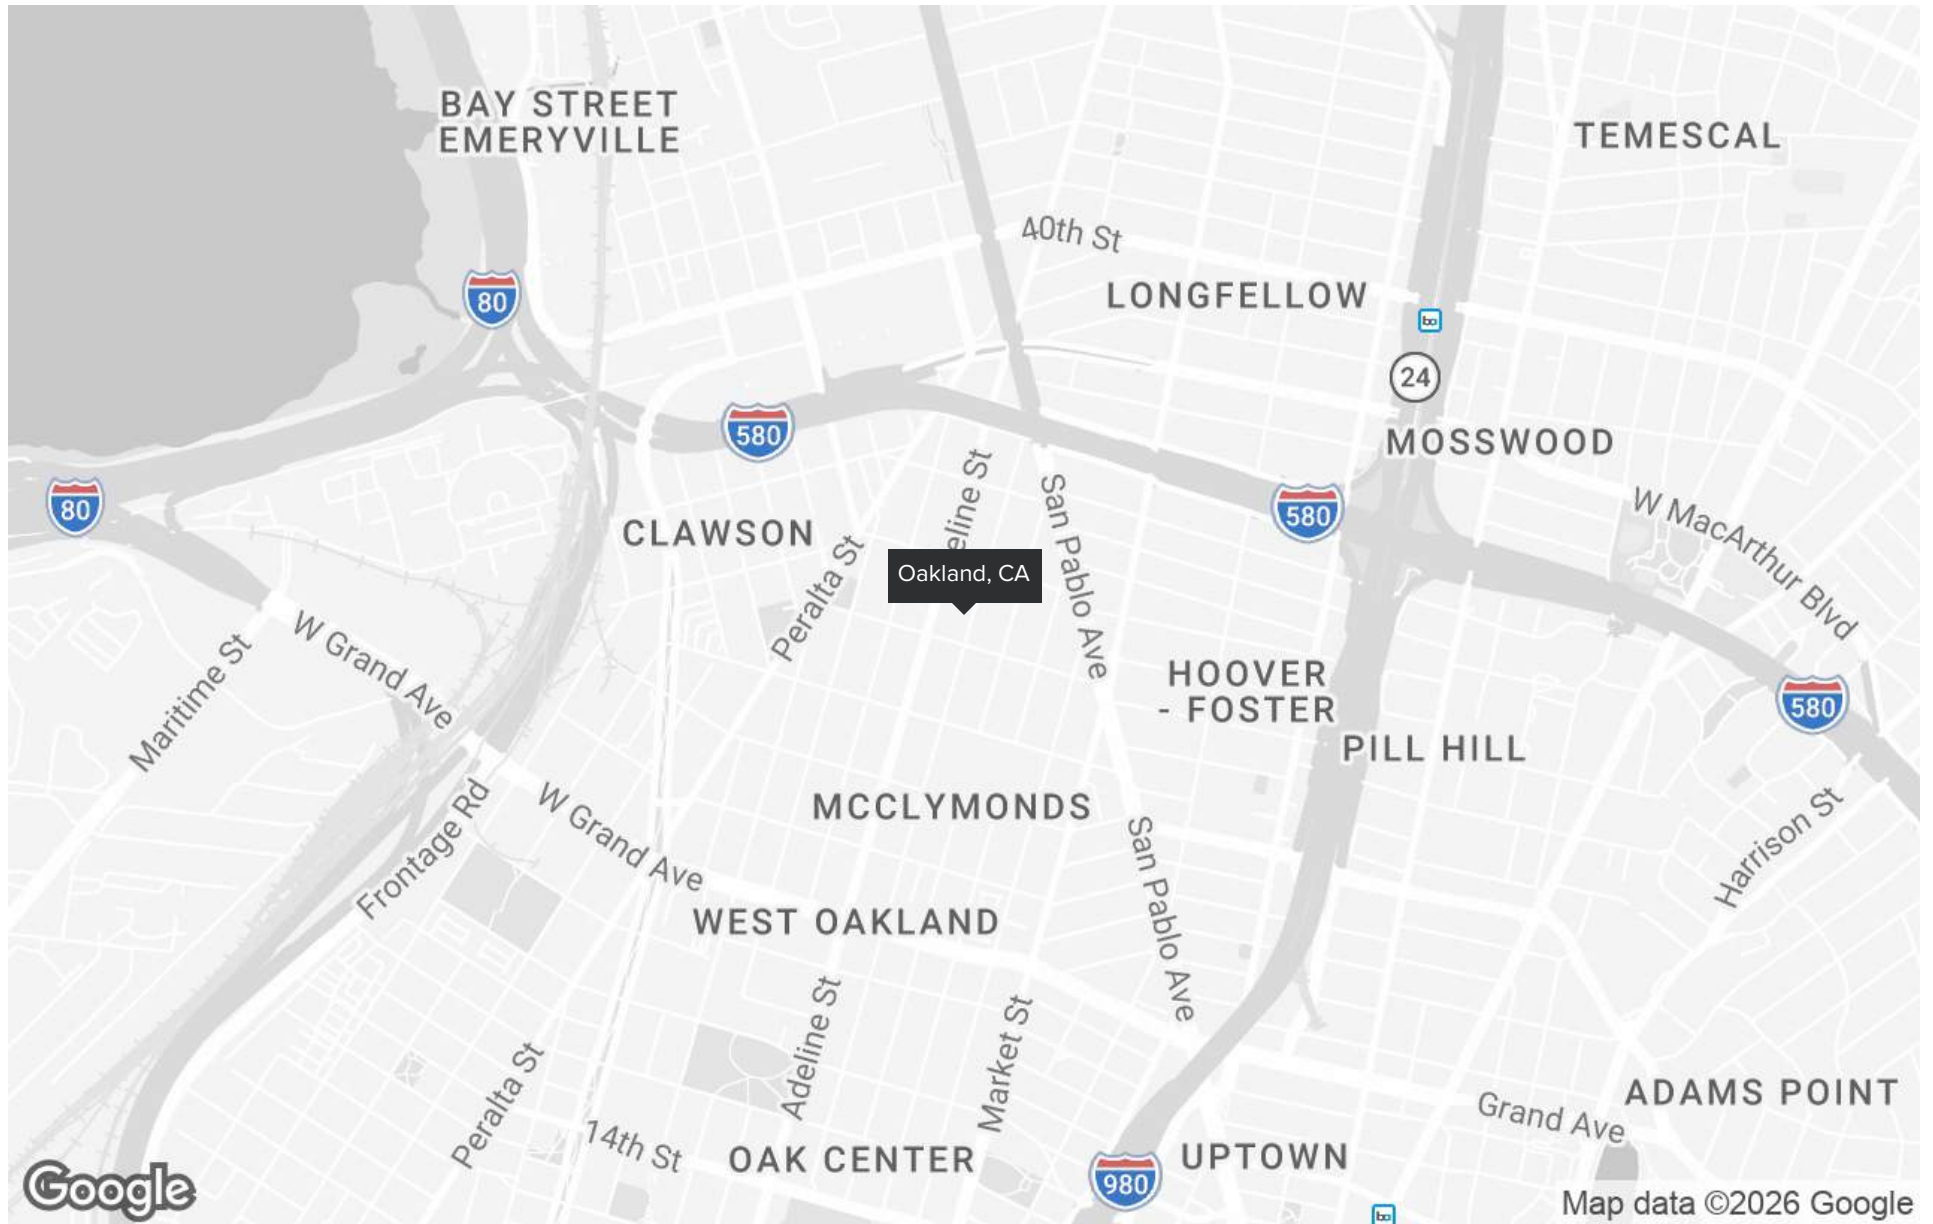 BAY STREET
EMERYVILLE
TEMESCAL
40th St
80
LONGFELLOW
24
580
MOSSWOOD
80
580
W MacArthur Blvd
CLAWSON
Peralta St
eline St
San Pablo Ave
Oakland, CA
W Grand Ave
Maritime St
HOOVER
- FOSTER
580
PILL HILL
Frontage Rd
W Grand Ave
MCCLYMONDS
San Pablo Ave
Harrison St
WEST OAKLAND
Adeline St
Market St
Peralta St
14th St
OAK CENTER
980
UPTOWN
Grand Ave
ADAMS POINT
Google
Map data ©2026 Google